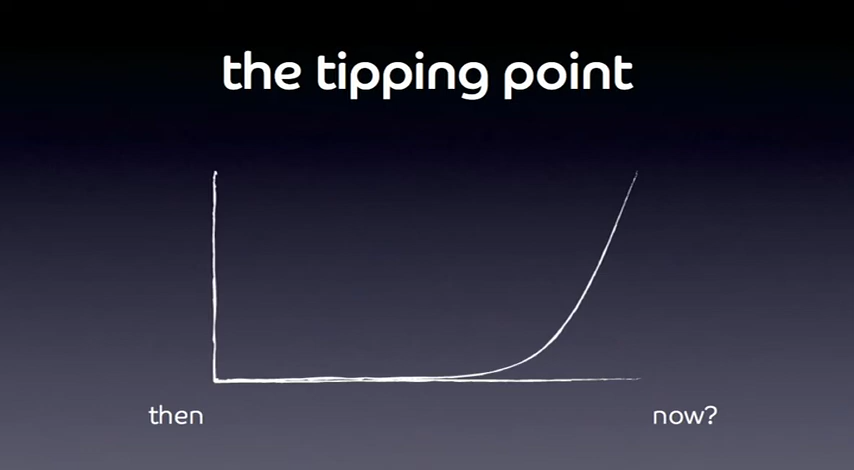 the tipping point
then
now?